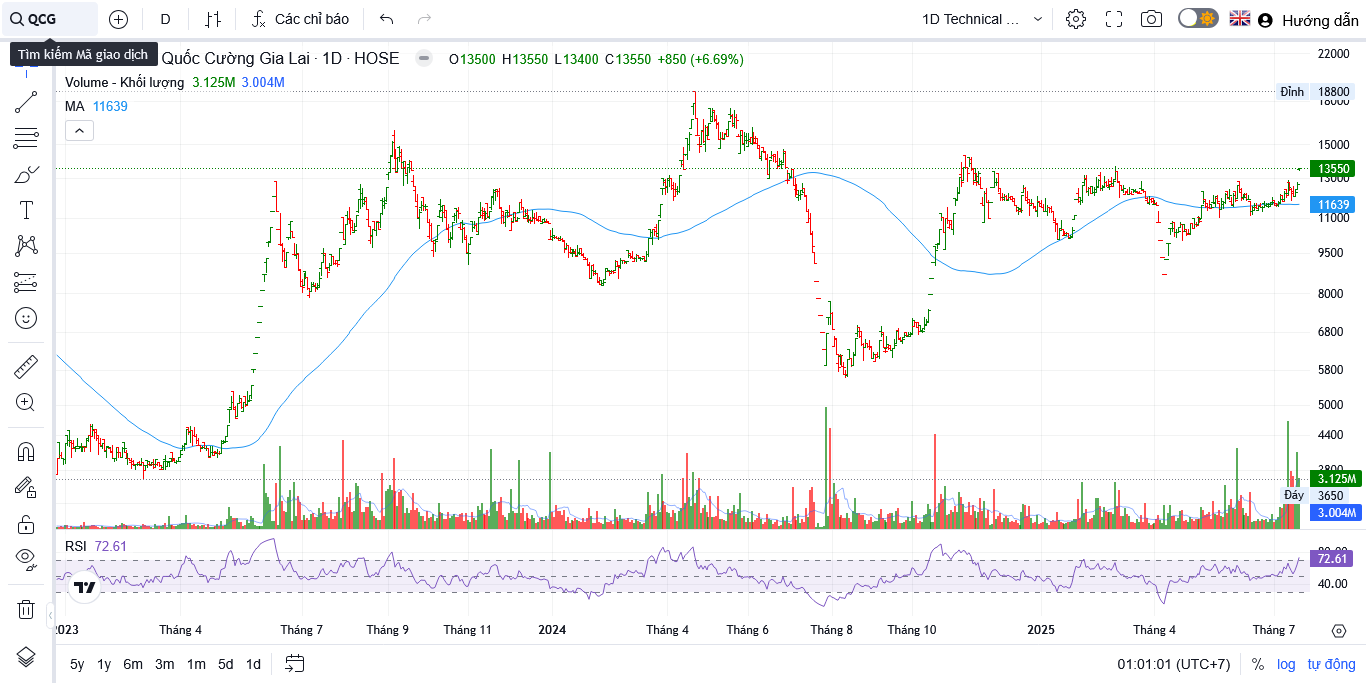 QCG
D
Các chỉ báo
1D Technical ...
Hướng dẫn
Tìm kiếm Mã giao dịch
Quốc Cường Gia Lai · 1D · HOSE
O13500 H13550 L13400 C13550 +850 (+6.69%)
Volume - Khối lượng 3.125M 3.004M
MA 11639
22000
Đỉnh 18800
18000
15000
13550
13000
11639
11000
9500
8000
6800
5800
5000
4400
3800
3.125M
Đáy 3650
3.004M
RSI 72.61
80.00
72.61
40.00
2023 Tháng 4 Tháng 7 Tháng 9 Tháng 11 2024 Tháng 4 Tháng 6 Tháng 8 Tháng 10 2025 Tháng 4 Tháng 7
5y 1y 6m 3m 1m 5d 1d
01:01:01 (UTC+7) % log tự động